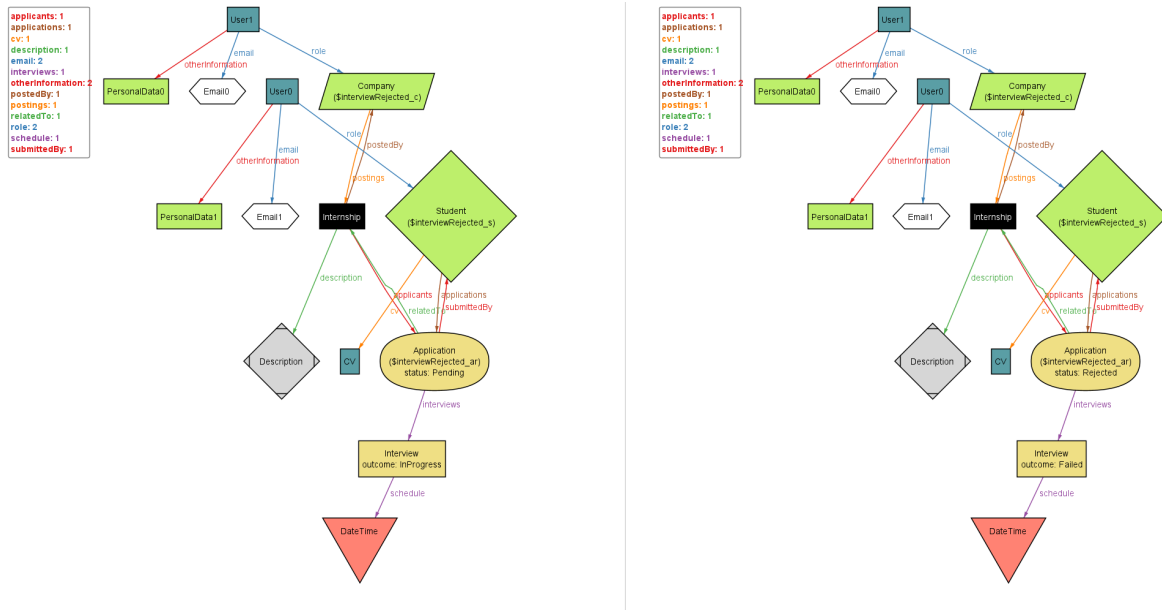 applicants: 1
applications: 1
cv: 1
description: 1
email: 2
interviews: 1
otherInformation: 2
postedBy: 1
postings: 1
relatedTo: 1
role: 2
schedule: 1
submittedBy: 1
User1
email
role
otherInformation
PersonalData0
Email0
User0
Company
($interviewRejected_c)
role
postedBy
email
otherInformation
postings
PersonalData1
Email1
Internship
Student
($interviewRejected_s)
description
applicants
applications
cv
relatedTo
submittedBy
Description
CV
Application
($interviewRejected_ar)
status: Pending
interviews
Interview
outcome: InProgress
schedule
DateTime
applicants: 1
applications: 1
cv: 1
description: 1
email: 2
interviews: 1
otherInformation: 2
postedBy: 1
postings: 1
relatedTo: 1
role: 2
schedule: 1
submittedBy: 1
User1
email
role
otherInformation
PersonalData0
Email0
User0
Company
($interviewRejected_c)
role
postedBy
email
otherInformation
postings
PersonalData1
Email1
Internship
Student
($interviewRejected_s)
description
applicants
applications
cv
relatedTo
submittedBy
Description
CV
Application
($interviewRejected_ar)
status: Rejected
interviews
Interview
outcome: Failed
schedule
DateTime